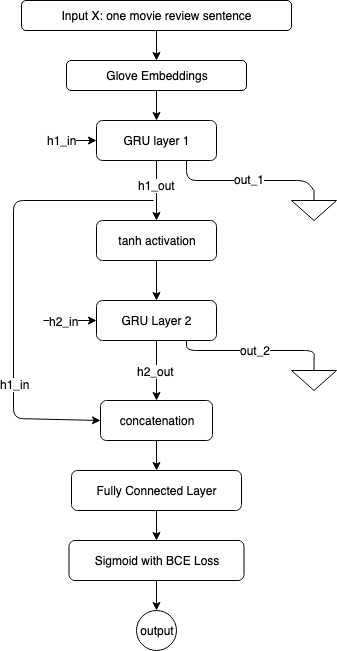 Input X: one movie review sentence
Glove Embeddings
h1_in
GRU layer 1
h1_out
out_1
tanh activation
h2_in
GRU Layer 2
h2_out
out_2
h1_in
concatenation
Fully Connected Layer
Sigmoid with BCE Loss
output